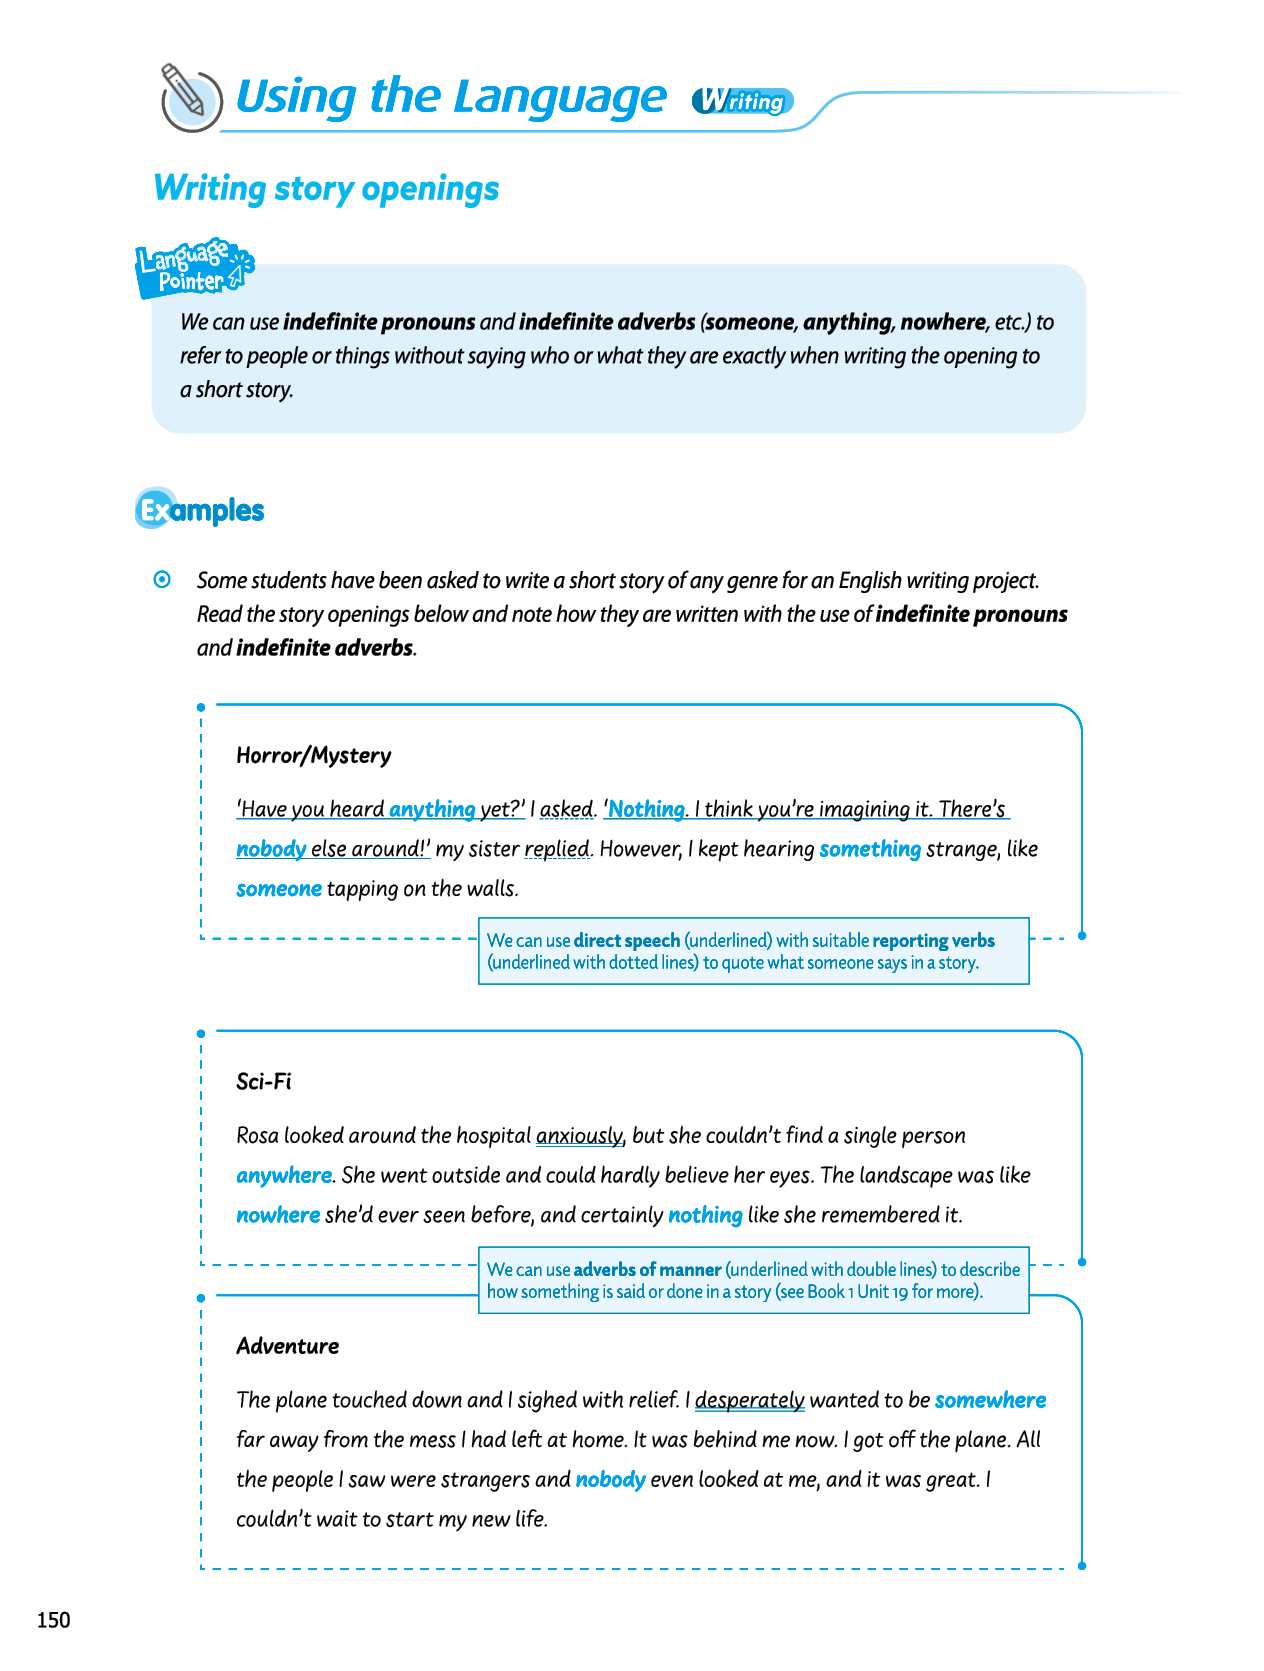 Using the Language Writing
Writing story openings
Language
Pointer
We can use indefinite pronouns and indefinite adverbs (someone, anything, nowhere, etc.) to
refer to people or things without saying who or what they are exactly when writing the opening to
a short story.
Examples
Some students have been asked to write a short story of any genre for an English writing project.
Read the story openings below and note how they are written with the use of indefinite pronouns
and indefinite adverbs.
Horror/Mystery
‘Have you heard anything yet?’ I asked. ‘Nothing. I think you’re imagining it. There’s
nobody else around!’ my sister replied. However, I kept hearing something strange, like
someone tapping on the walls.
We can use direct speech (underlined) with suitable reporting verbs
(underlined with dotted lines) to quote what someone says in a story.
Sci-Fi
Rosa looked around the hospital anxiously, but she couldn’t find a single person
anywhere. She went outside and could hardly believe her eyes. The landscape was like
nowhere she’d ever seen before, and certainly nothing like she remembered it.
We can use adverbs of manner (underlined with double lines) to describe
how something is said or done in a story (see Book 1 Unit 19 for more).
Adventure
The plane touched down and I sighed with relief. I desperately wanted to be somewhere
far away from the mess I had left at home. It was behind me now. I got off the plane. All
the people I saw were strangers and nobody even looked at me, and it was great. I
couldn’t wait to start my new life.
150